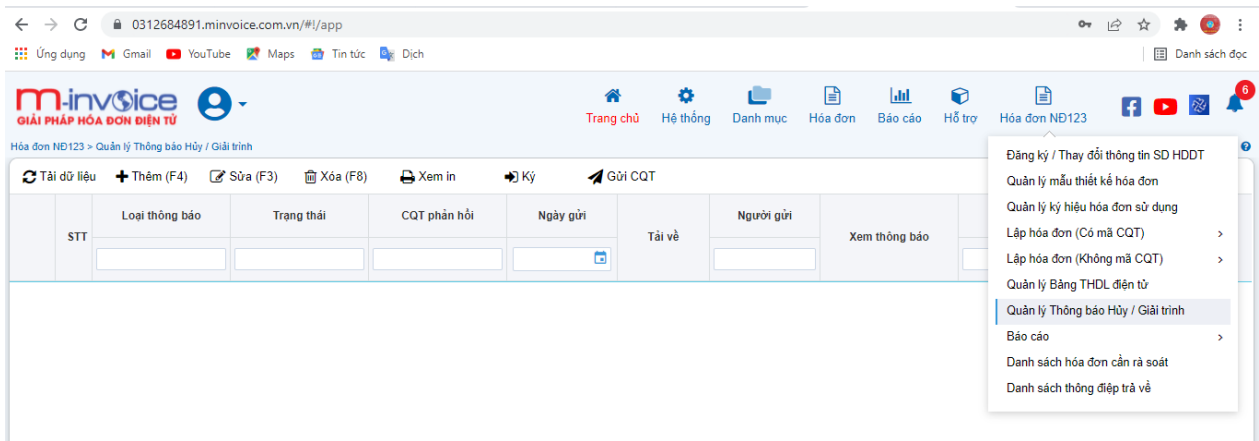 0312684891.minvoice.com.vn/#!/app
Ứng dụng Gmail YouTube Maps Tin tức Dịch Danh sách đọc
m-invoice
GIẢI PHÁP HÓA ĐƠN ĐIỆN TỬ
Trang chủ Hệ thống Danh mục Hóa đơn Báo cáo Hỗ trợ Hóa đơn NĐ123 6
Hóa đơn NĐ123 > Quản lý Thông báo Hủy / Giải trình
Tải dữ liệu Thêm (F4) Sửa (F3) Xóa (F8) Xem in Ký Gửi CQT
STT Loại thông báo Trạng thái CQT phản hồi Ngày gửi Tải về Người gửi Xem thông báo
Đăng ký / Thay đổi thông tin SD HDDT
Quản lý mẫu thiết kế hóa đơn
Quản lý ký hiệu hóa đơn sử dụng
Lập hóa đơn (Có mã CQT)
Lập hóa đơn (Không mã CQT)
Quản lý Bảng THDL điện tử
Quản lý Thông báo Hủy / Giải trình
Báo cáo
Danh sách hóa đơn cần rà soát
Danh sách thông điệp trả về